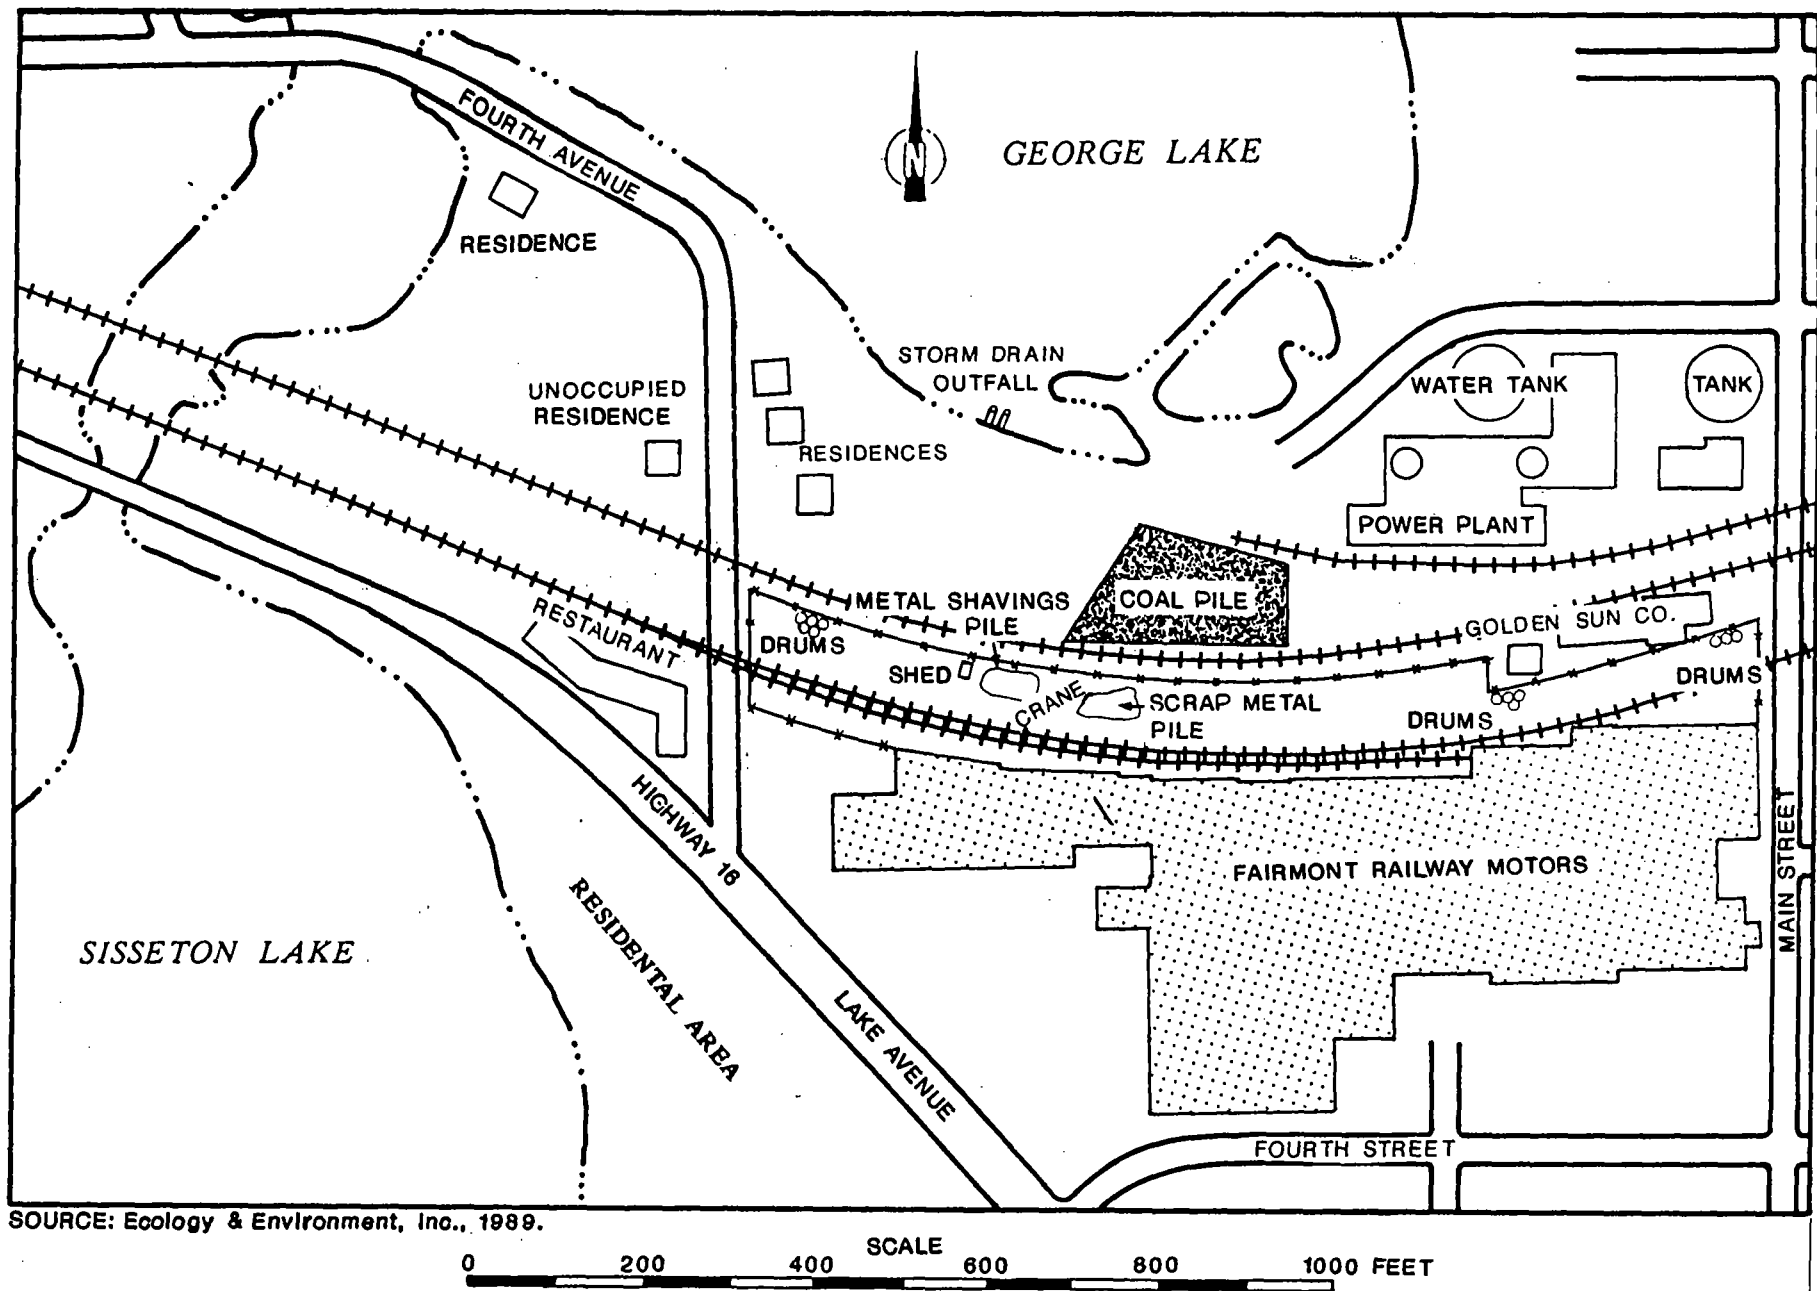 FOURTH AVENUE
N
GEORGE LAKE
RESIDENCE
STORM DRAIN
OUTFALL
UNOCCUPIED
RESIDENCE
RESIDENCES
WATER TANK
TANK
POWER PLANT
METAL SHAVINGS
PILE
COAL PILE
RESTAURANT
DRUMS
GOLDEN SUN CO.
SHED
CRANE
SCRAP METAL
PILE
DRUMS
DRUMS
HIGHWAY 16
FAIRMONT RAILWAY MOTORS
MAIN STREET
SISSETON LAKE
RESIDENTAL AREA
LAKE AVENUE
FOURTH STREET
SOURCE: Ecology & Environment, Inc., 1989.
SCALE
0 200 400 600 800 1000 FEET